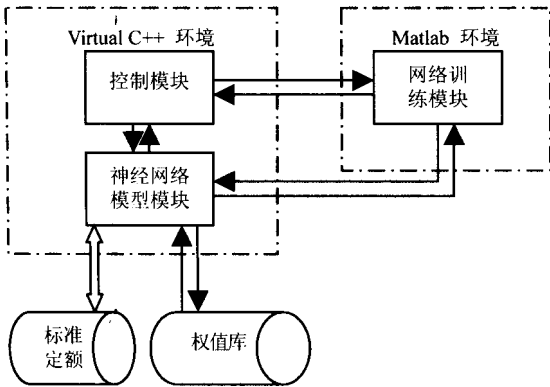 Virtual C++ 环境
Matlab 环境
控制模块
网络训
练模块
神经网络
模型模块
标准
定额
权值库